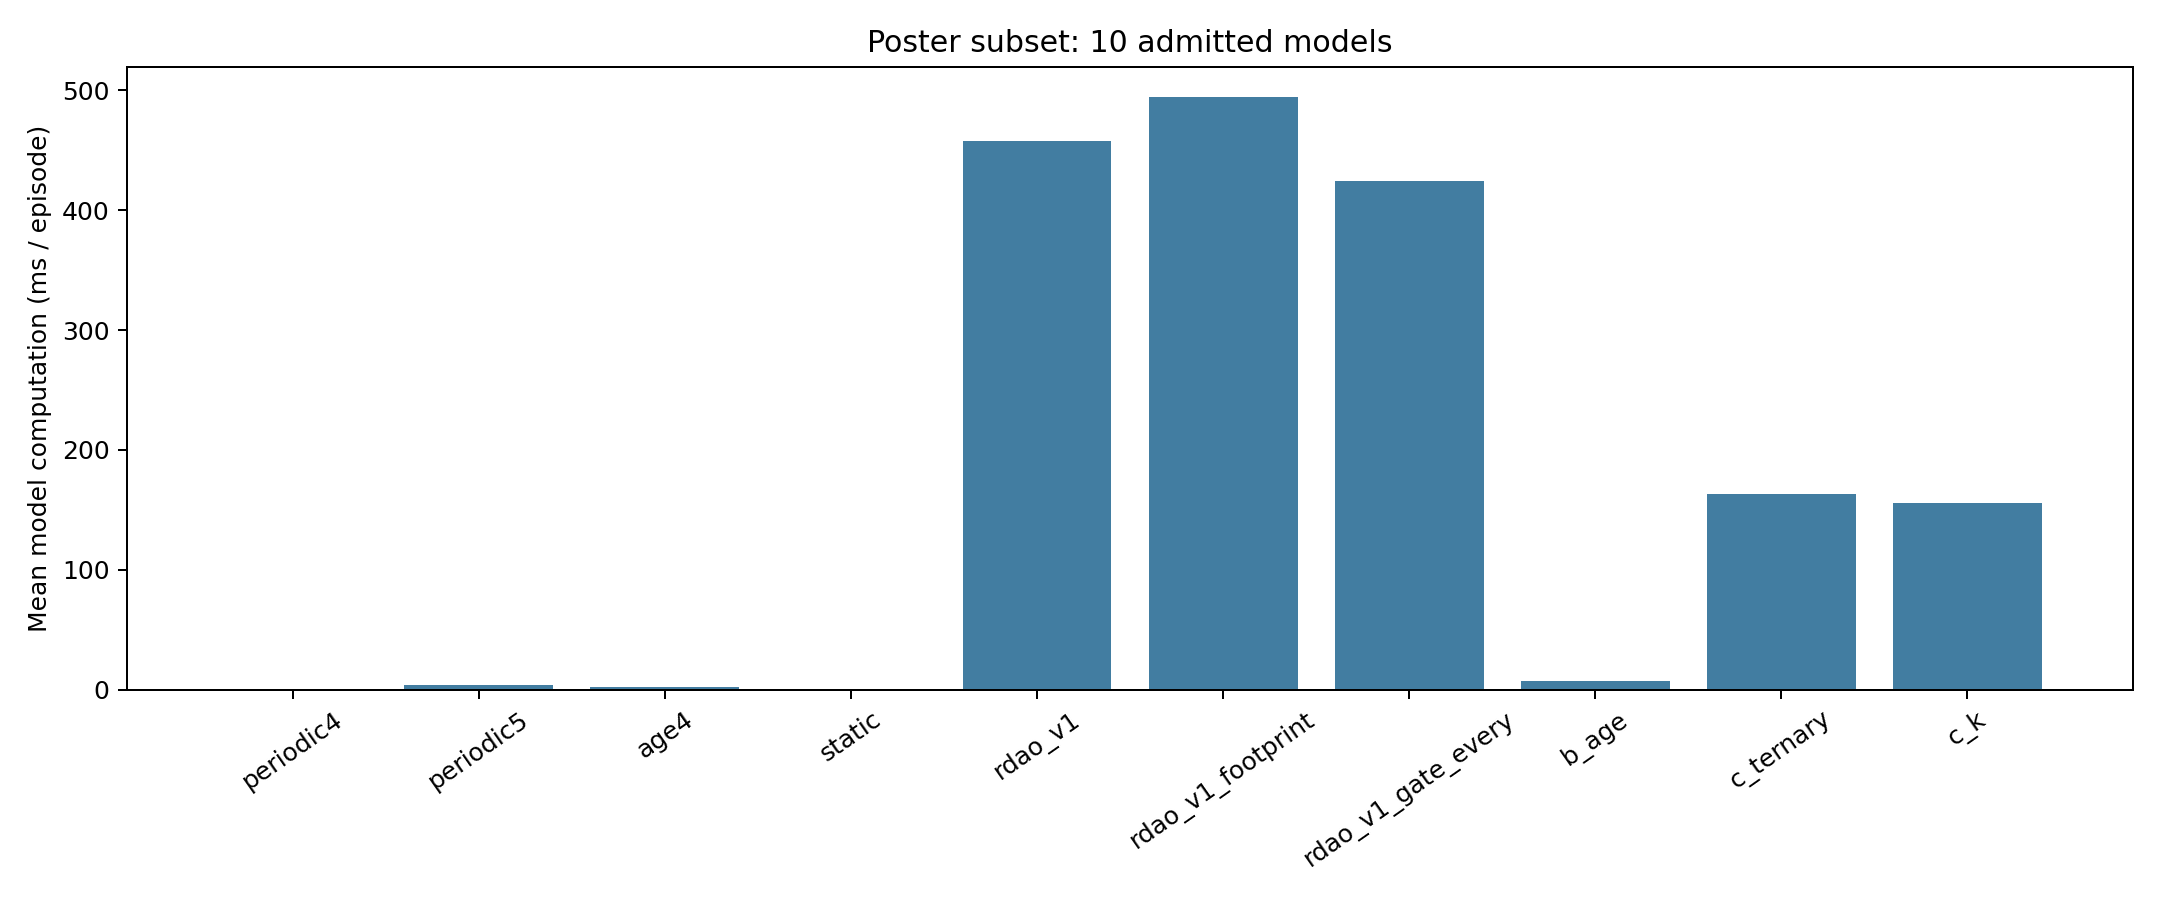 Poster subset: 10 admitted models
Mean model computation (ms / episode)
500
400
300
200
100
0
periodic4
periodic5
age4
static
rdao_v1
rdao_v1_footprint
rdao_v1_gate_every
b_age
c_ternary
c_k